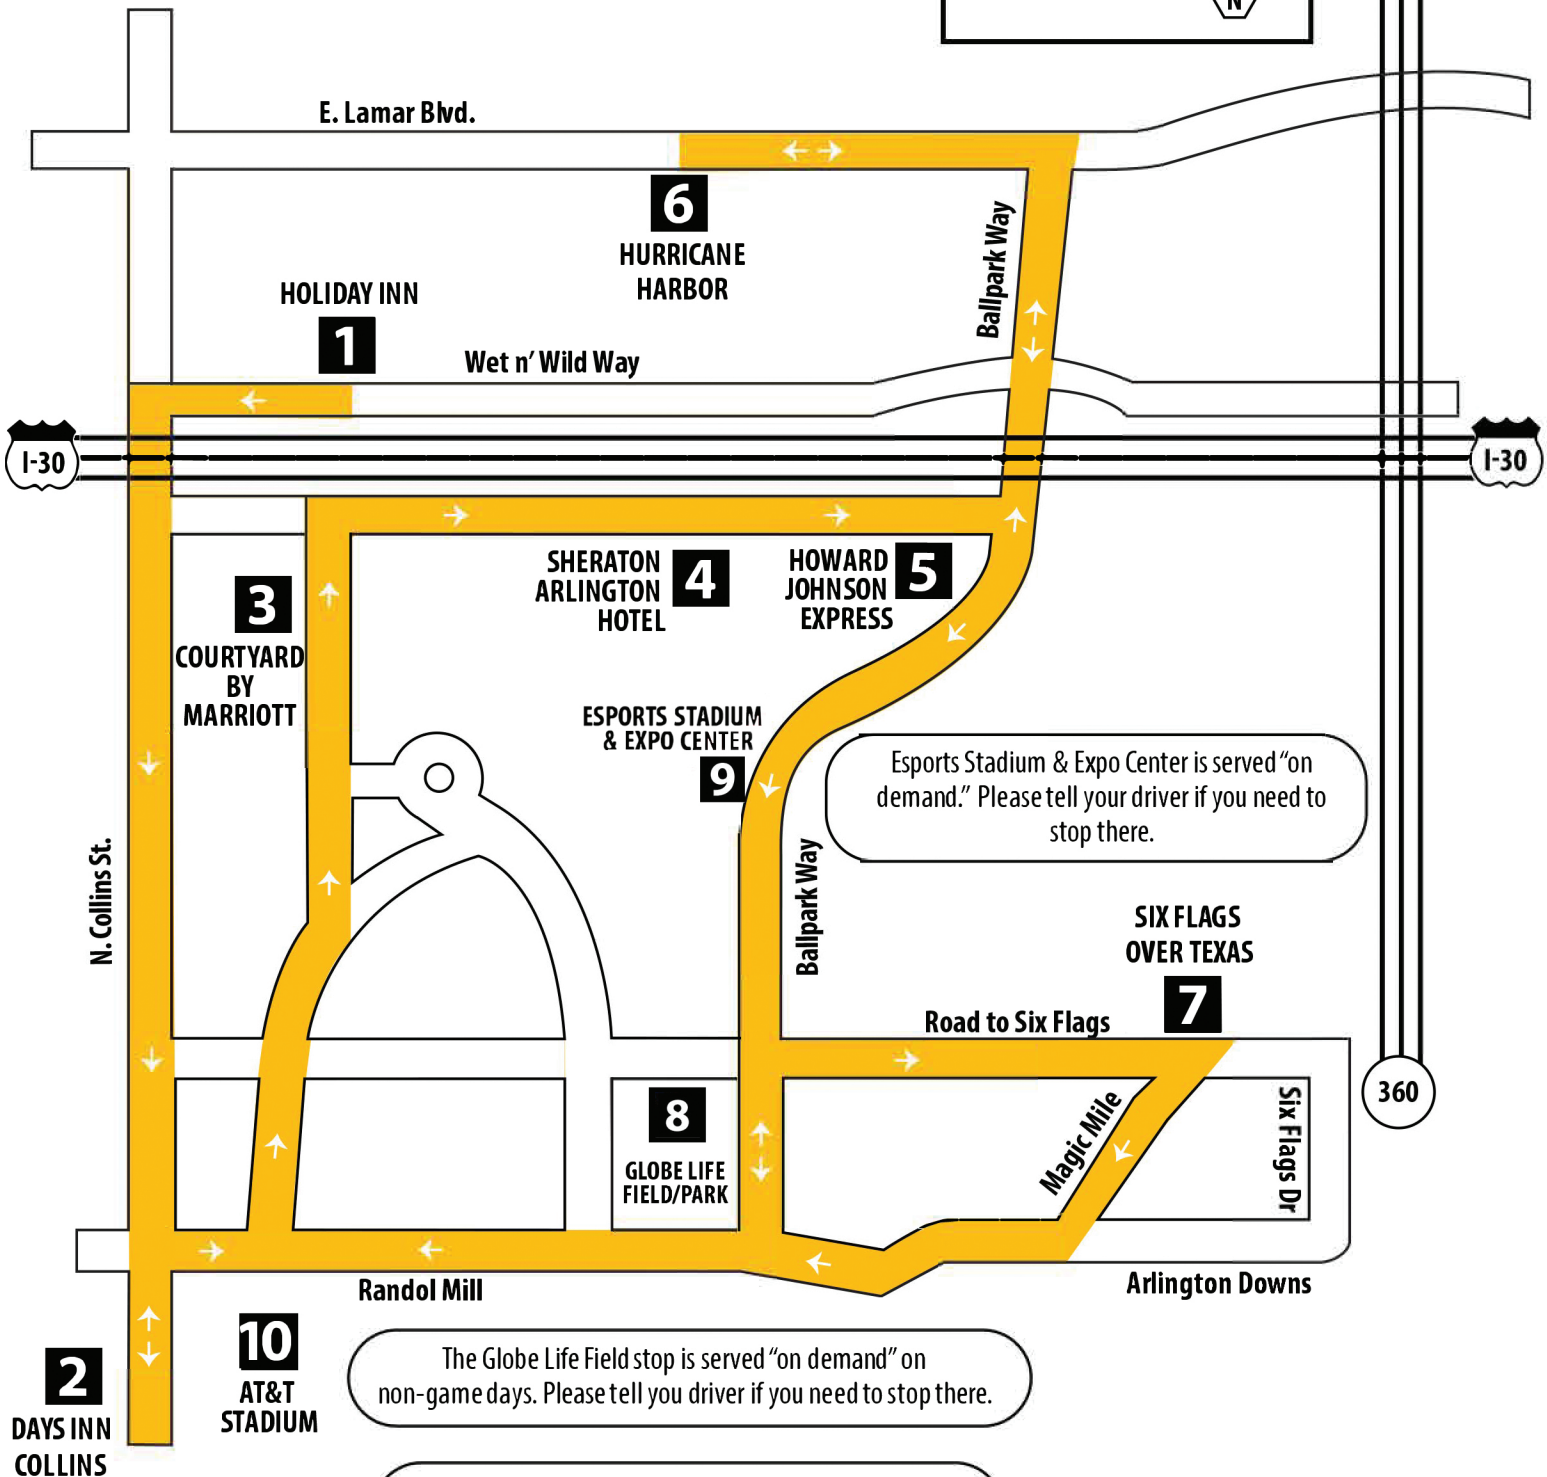 N
E. Lamar Blvd.
6
HURRICANE
HARBOR
Ballpark Way
HOLIDAY INN
1
Wet n’ Wild Way
I-30
I-30
SHERATON
ARLINGTON
HOTEL
4
HOWARD
JOHNSON
EXPRESS
5
3
COURTYARD
BY
MARRIOTT
ESPORTS STADIUM
& EXPO CENTER
9
Esports Stadium & Expo Center is served “on
demand.” Please tell your driver if you need to
stop there.
N. Collins St.
Ballpark Way
SIX FLAGS
OVER TEXAS
7
Road to Six Flags
360
8
GLOBE LIFE
FIELD/PARK
Magic Mile
Six Flags Dr
Randol Mill
Arlington Downs
10
AT&T
STADIUM
The Globe Life Field stop is served “on demand” on
non-game days. Please tell you driver if you need to stop there.
2
DAYS INN
COLLINS